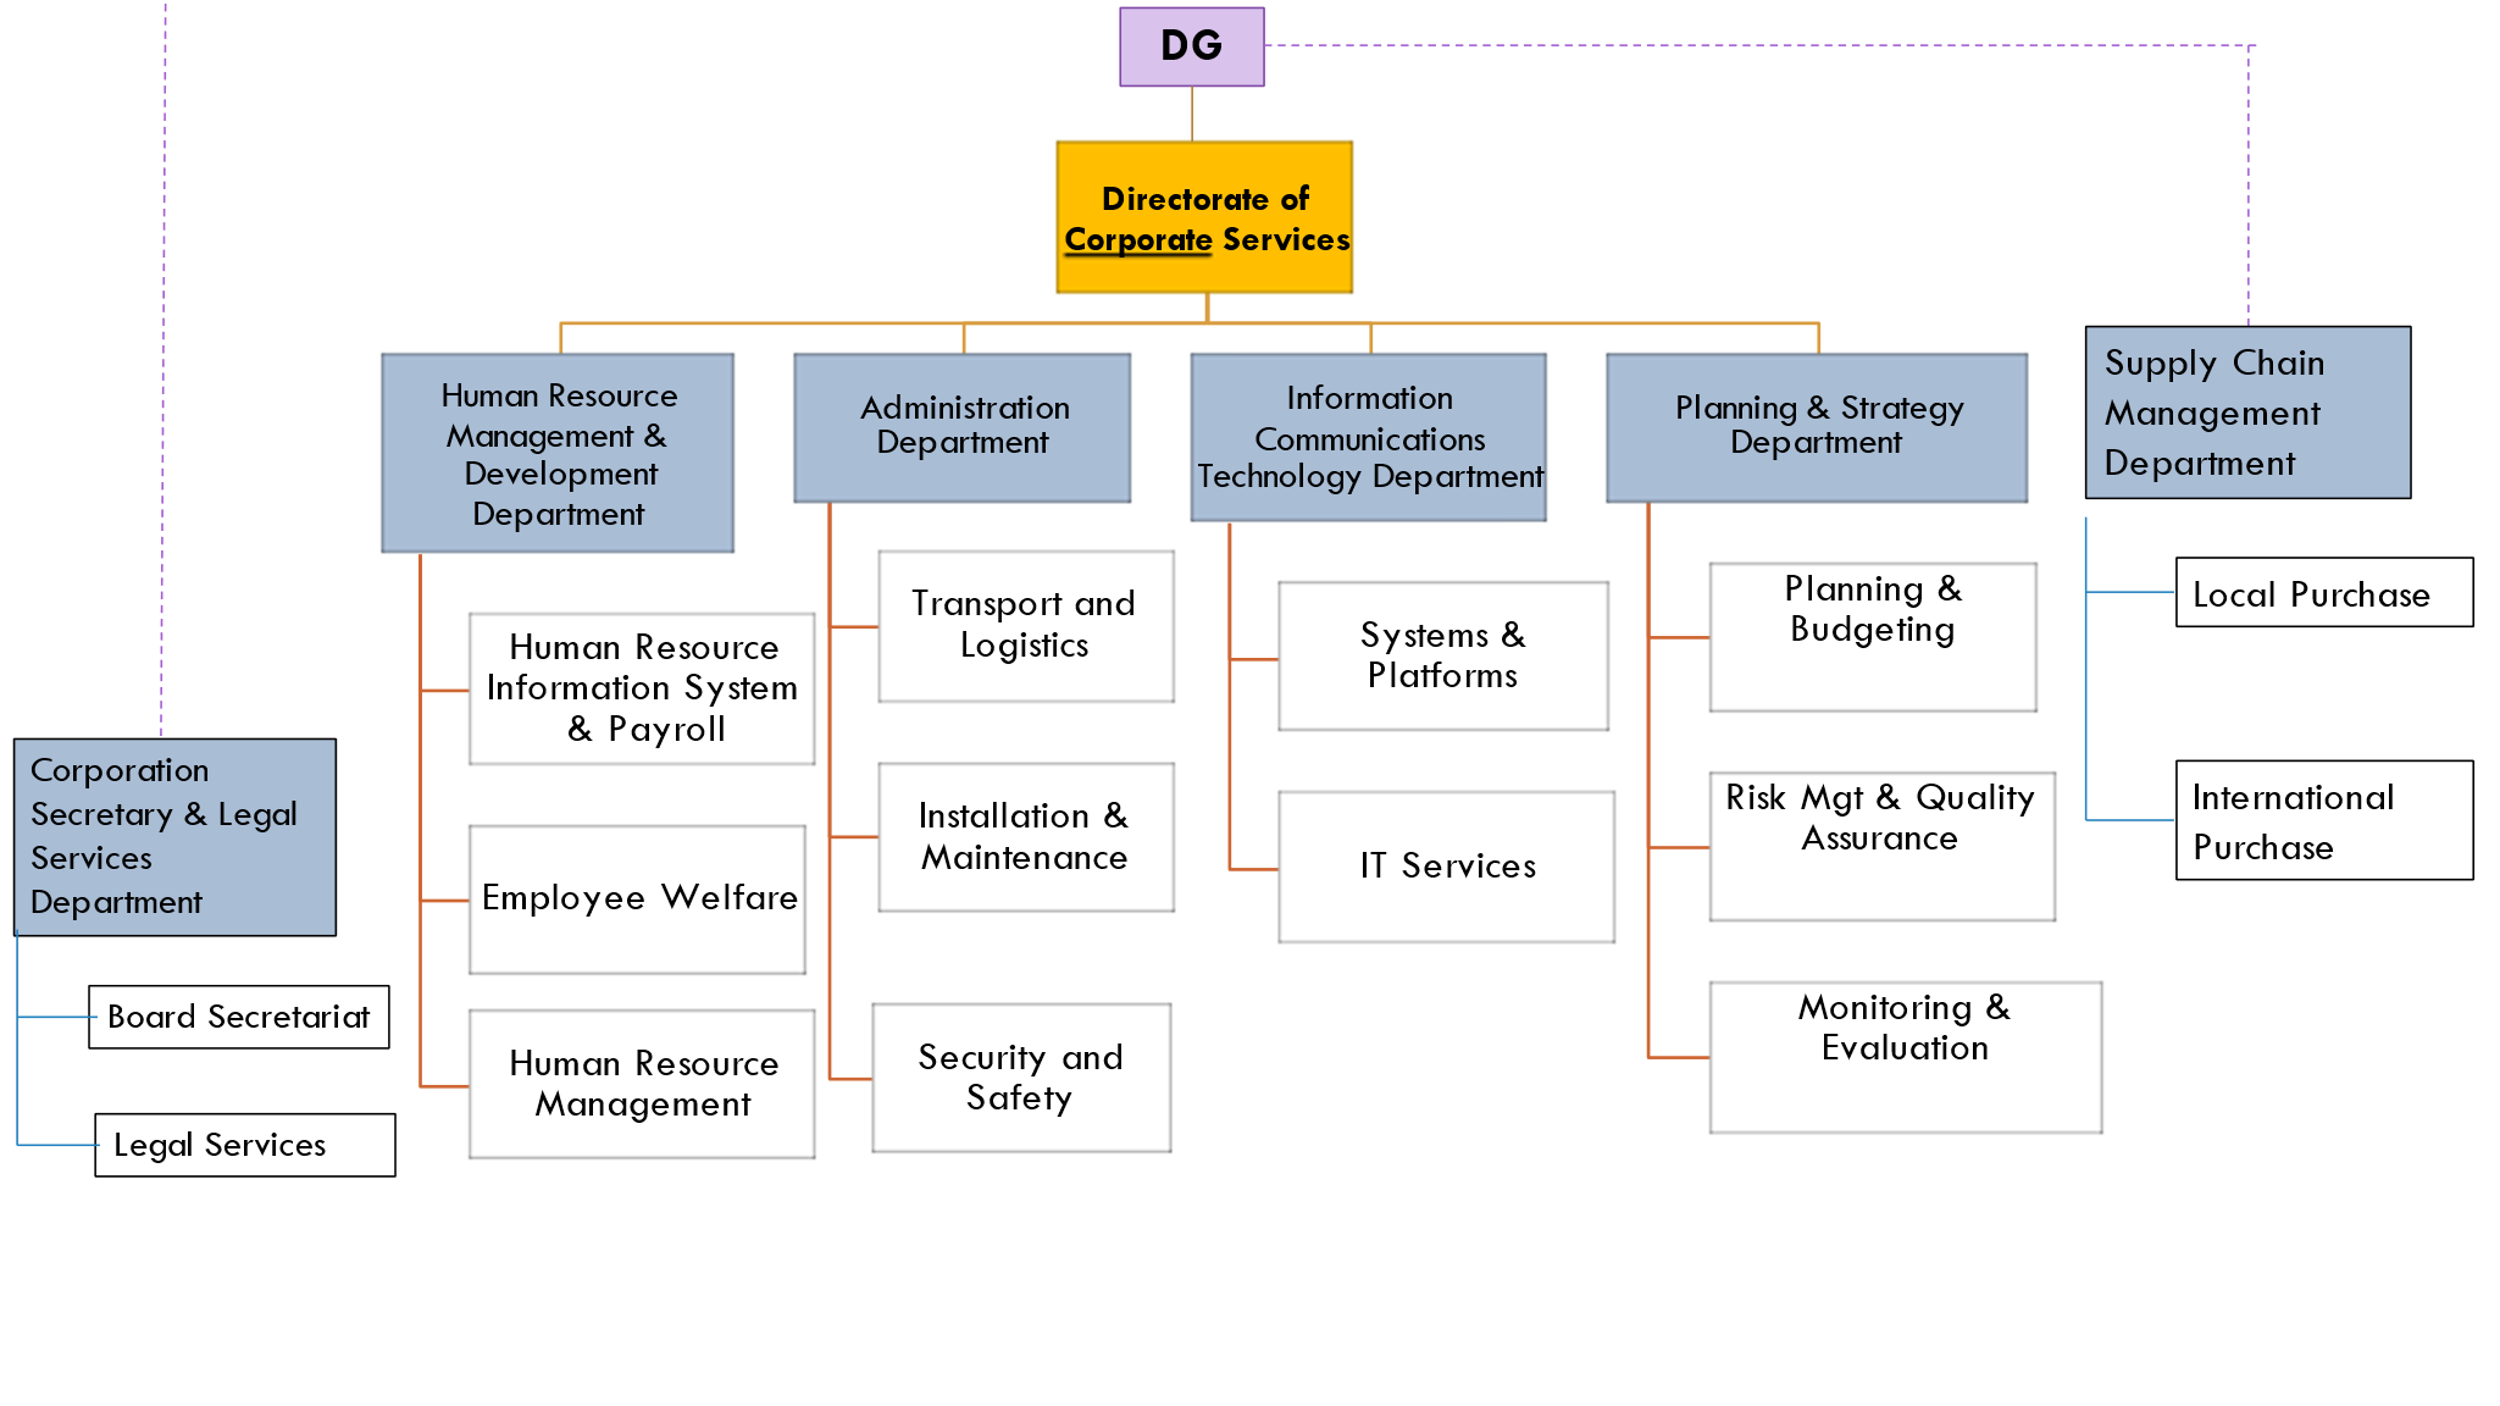 DG
Directorate of
Corporate Services
Human Resource
Management &
Development
Department
Administration
Department
Information
Communications
Technology Department
Planning & Strategy
Department
Supply Chain
Management
Department
Human Resource
Information System
& Payroll
Employee Welfare
Human Resource
Management
Transport and
Logistics
Installation &
Maintenance
Security and
Safety
Systems &
Platforms
IT Services
Planning &
Budgeting
Risk Mgt & Quality
Assurance
Monitoring &
Evaluation
Local Purchase
International
Purchase
Corporation
Secretary & Legal
Services
Department
Board Secretariat
Legal Services